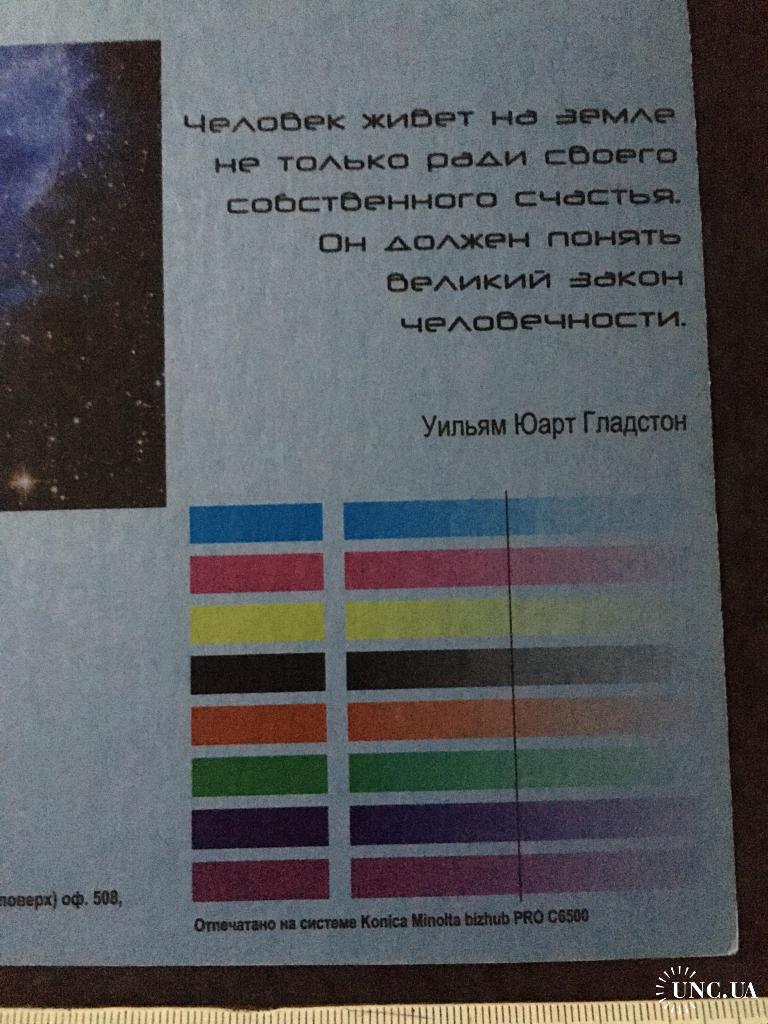 Человек живет на земле
не только ради своего
собственного счастья.
Он должен понять
великий закон
человечности.
Уильям Юарт Гладстон
оф. 508,
Отпечатано на системе Konica Minolta bizhub PRO C6500
UNC.UA